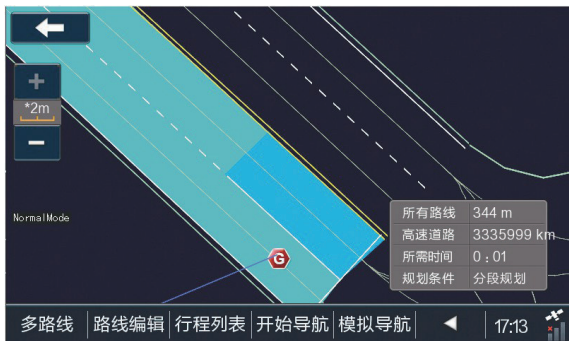 *2m
NormalMode
G
所有路线 344 m
高速道路 3335999 km
所需时间 0:01
规划条件 分段规划
多路线 路线编辑 行程列表 开始导航 模拟导航 17:13